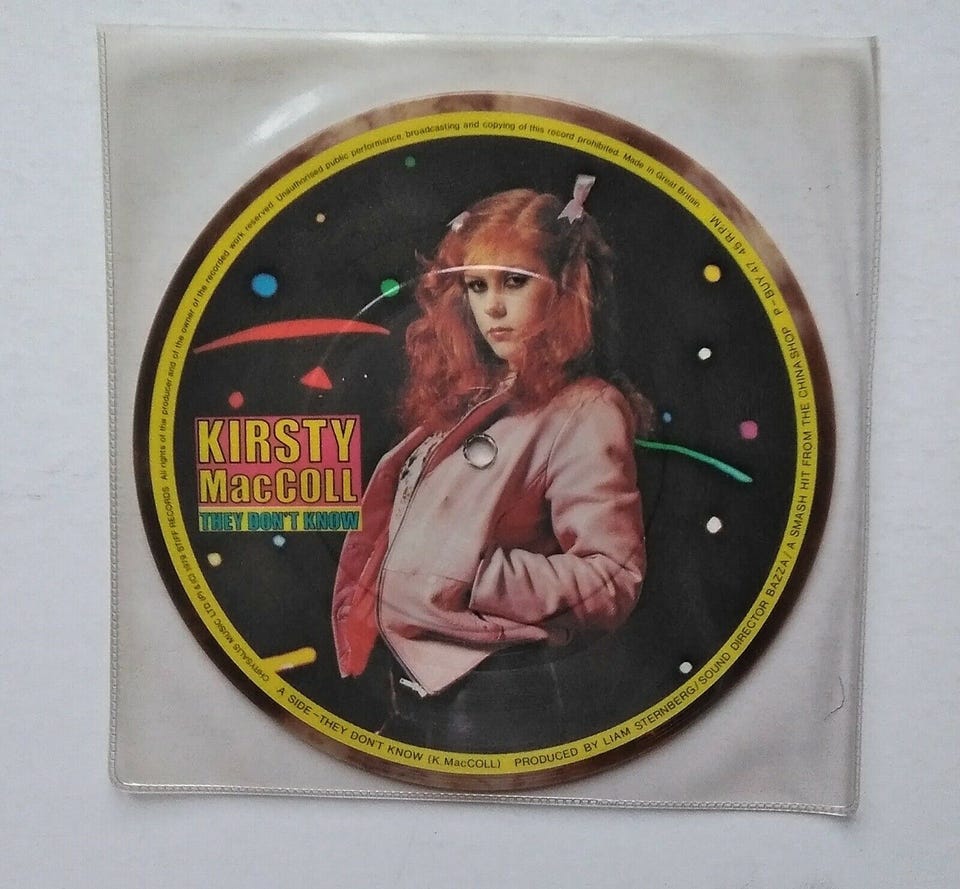 KIRSTY
MacCOLL
THEY DON'T KNOW
CHRYSALIS MUSIC LTD (P) & (C) 1979 STIFF RECORDS All rights of the producer and of the owner of the recorded work reserved. Unauthorised public performance, broadcasting and copying of this record prohibited. Made in Great Britain.
P-BUY 47 45 R.P.M.
A SIDE - THEY DON'T KNOW (K. MacCOLL) PRODUCED BY LIAM STERNBERG/SOUND DIRECTOR BAZZA/A SMASH HIT FROM THE CHINA SHOP